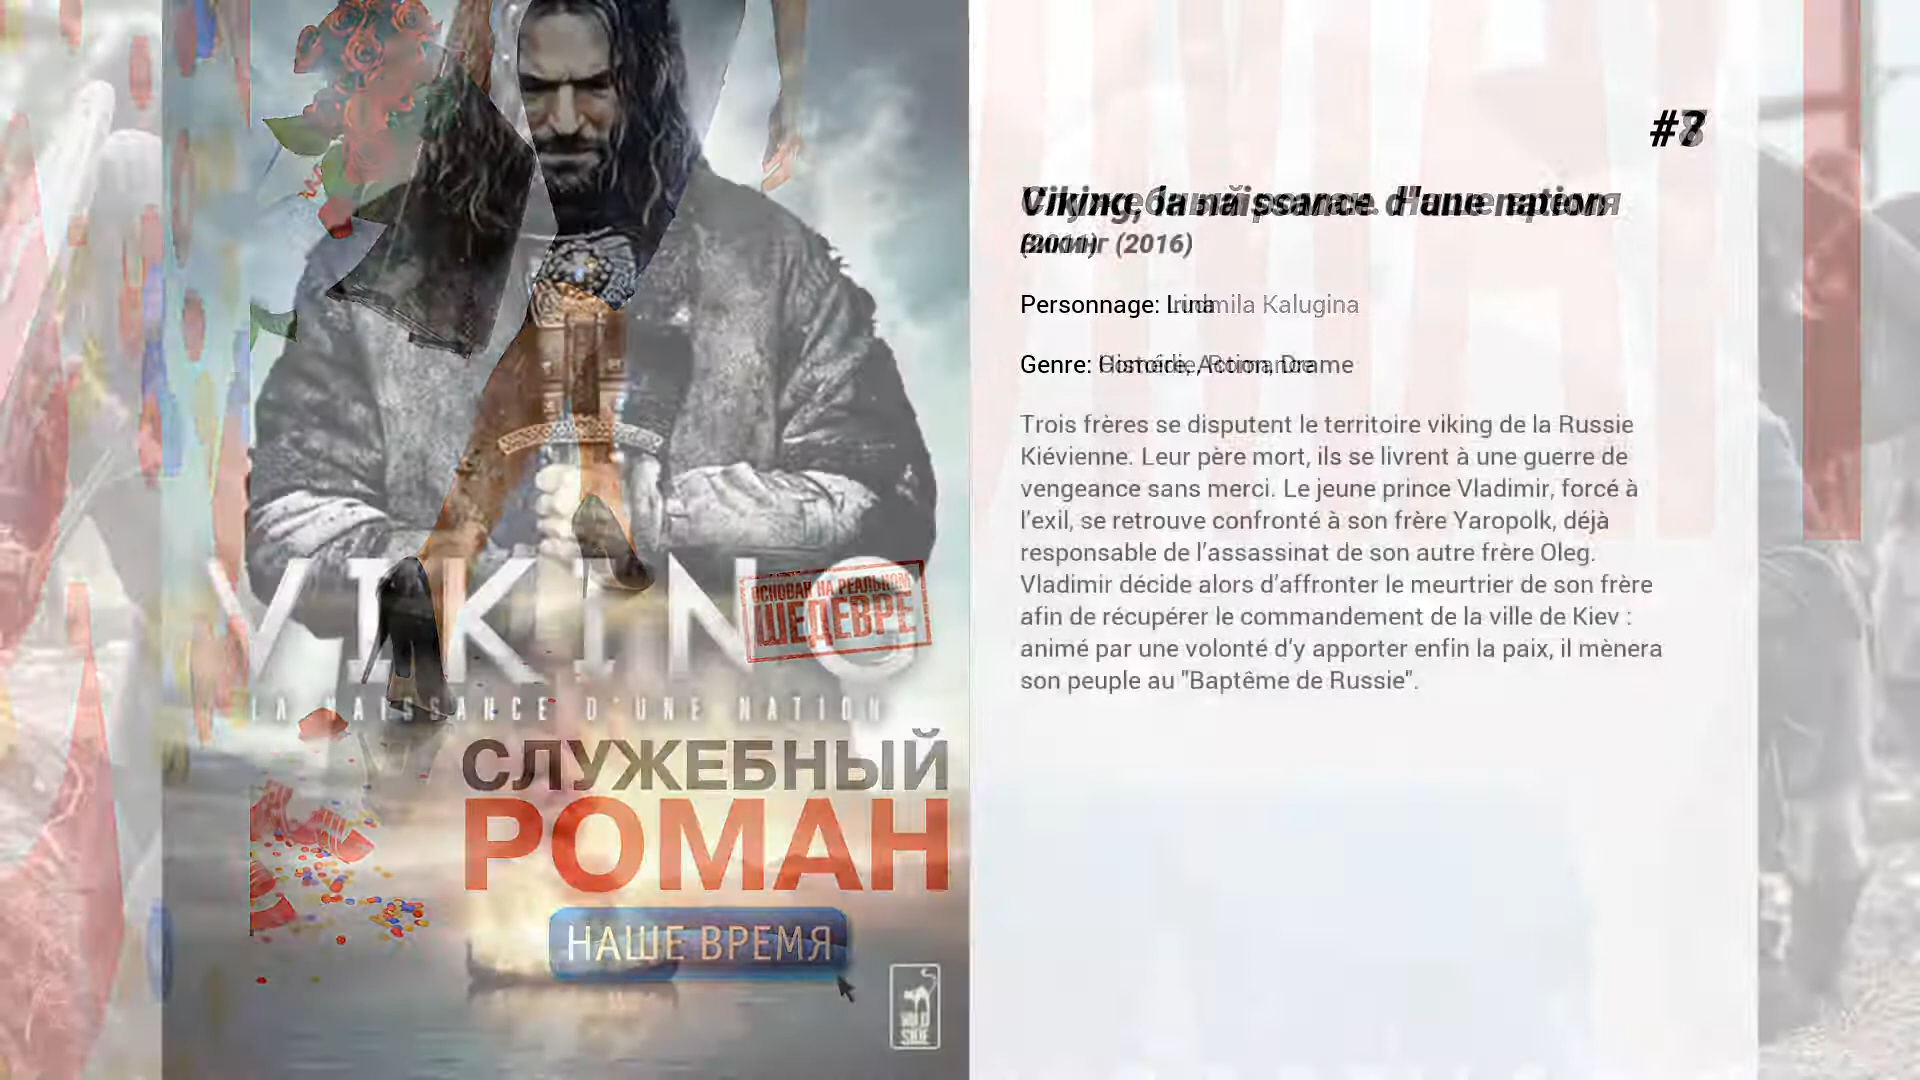 #
Viking, la naissance d'une nation
Викинг (2016)
Personnage:
Genre:
Trois frères se disputent le territoire viking de la Russie
Kiévienne. Leur père mort, ils se livrent à une guerre de
vengeance sans merci. Le jeune prince Vladimir, forcé à
l'exil, se retrouve confronté à son frère Yaropolk, déjà
responsable de l'assassinat de son autre frère Oleg.
Vladimir décide alors d'affronter le meurtrier de son frère
afin de récupérer le commandement de la ville de Kiev :
animé par une volonté d'y apporter enfin la paix, il mènera
son peuple au "Baptême de Russie".
VIKING
LA NAISSANCE D'UNE NATION
ОСНОВАН НА РЕАЛЬНОМ
ШЕДЕВРЕ
СЛУЖЕБНЫЙ
РОМАН
НАШЕ ВРЕМЯ
WILD
SIDE